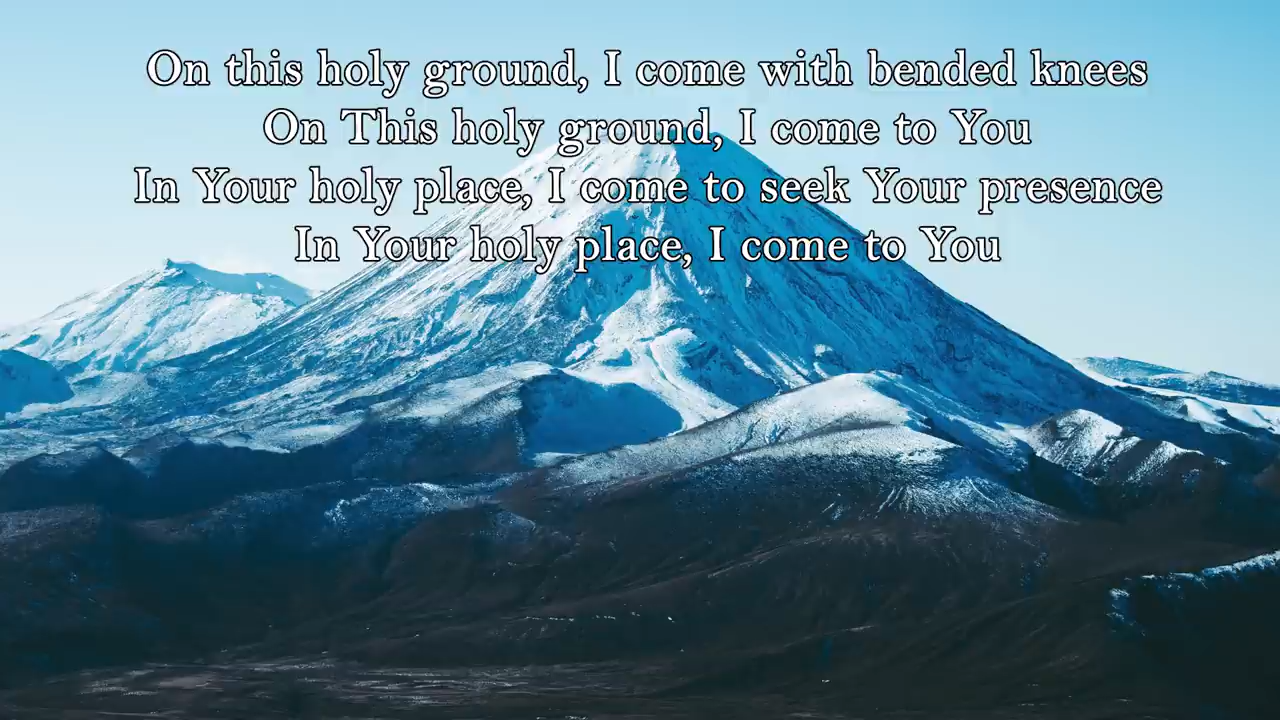 On this holy ground, I come with bended knees
On This holy ground, I come to You
In Your holy place, I come to seek Your presence
In Your holy place, I come to You